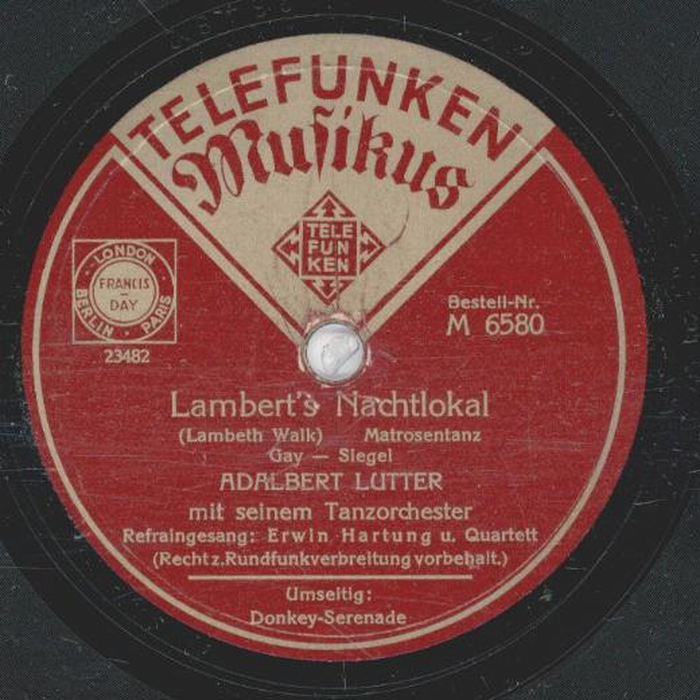 TELEFUNKEN
Musikus
TELE
FUN
KEN
LONDON
FRANCIS
DAY
BERLIN · PARIS
23482
Bestell-Nr.
M 6580
Lambert's Nachtlokal
(Lambeth Walk) Matrosentanz
Gay — Siegel
ADALBERT LUTTER
mit seinem Tanzorchester
Refraingesang: Erwin Hartung u. Quartett
(Recht z. Rundfunkverbreitung vorbehalt.)
Umseitig:
Donkey-Serenade